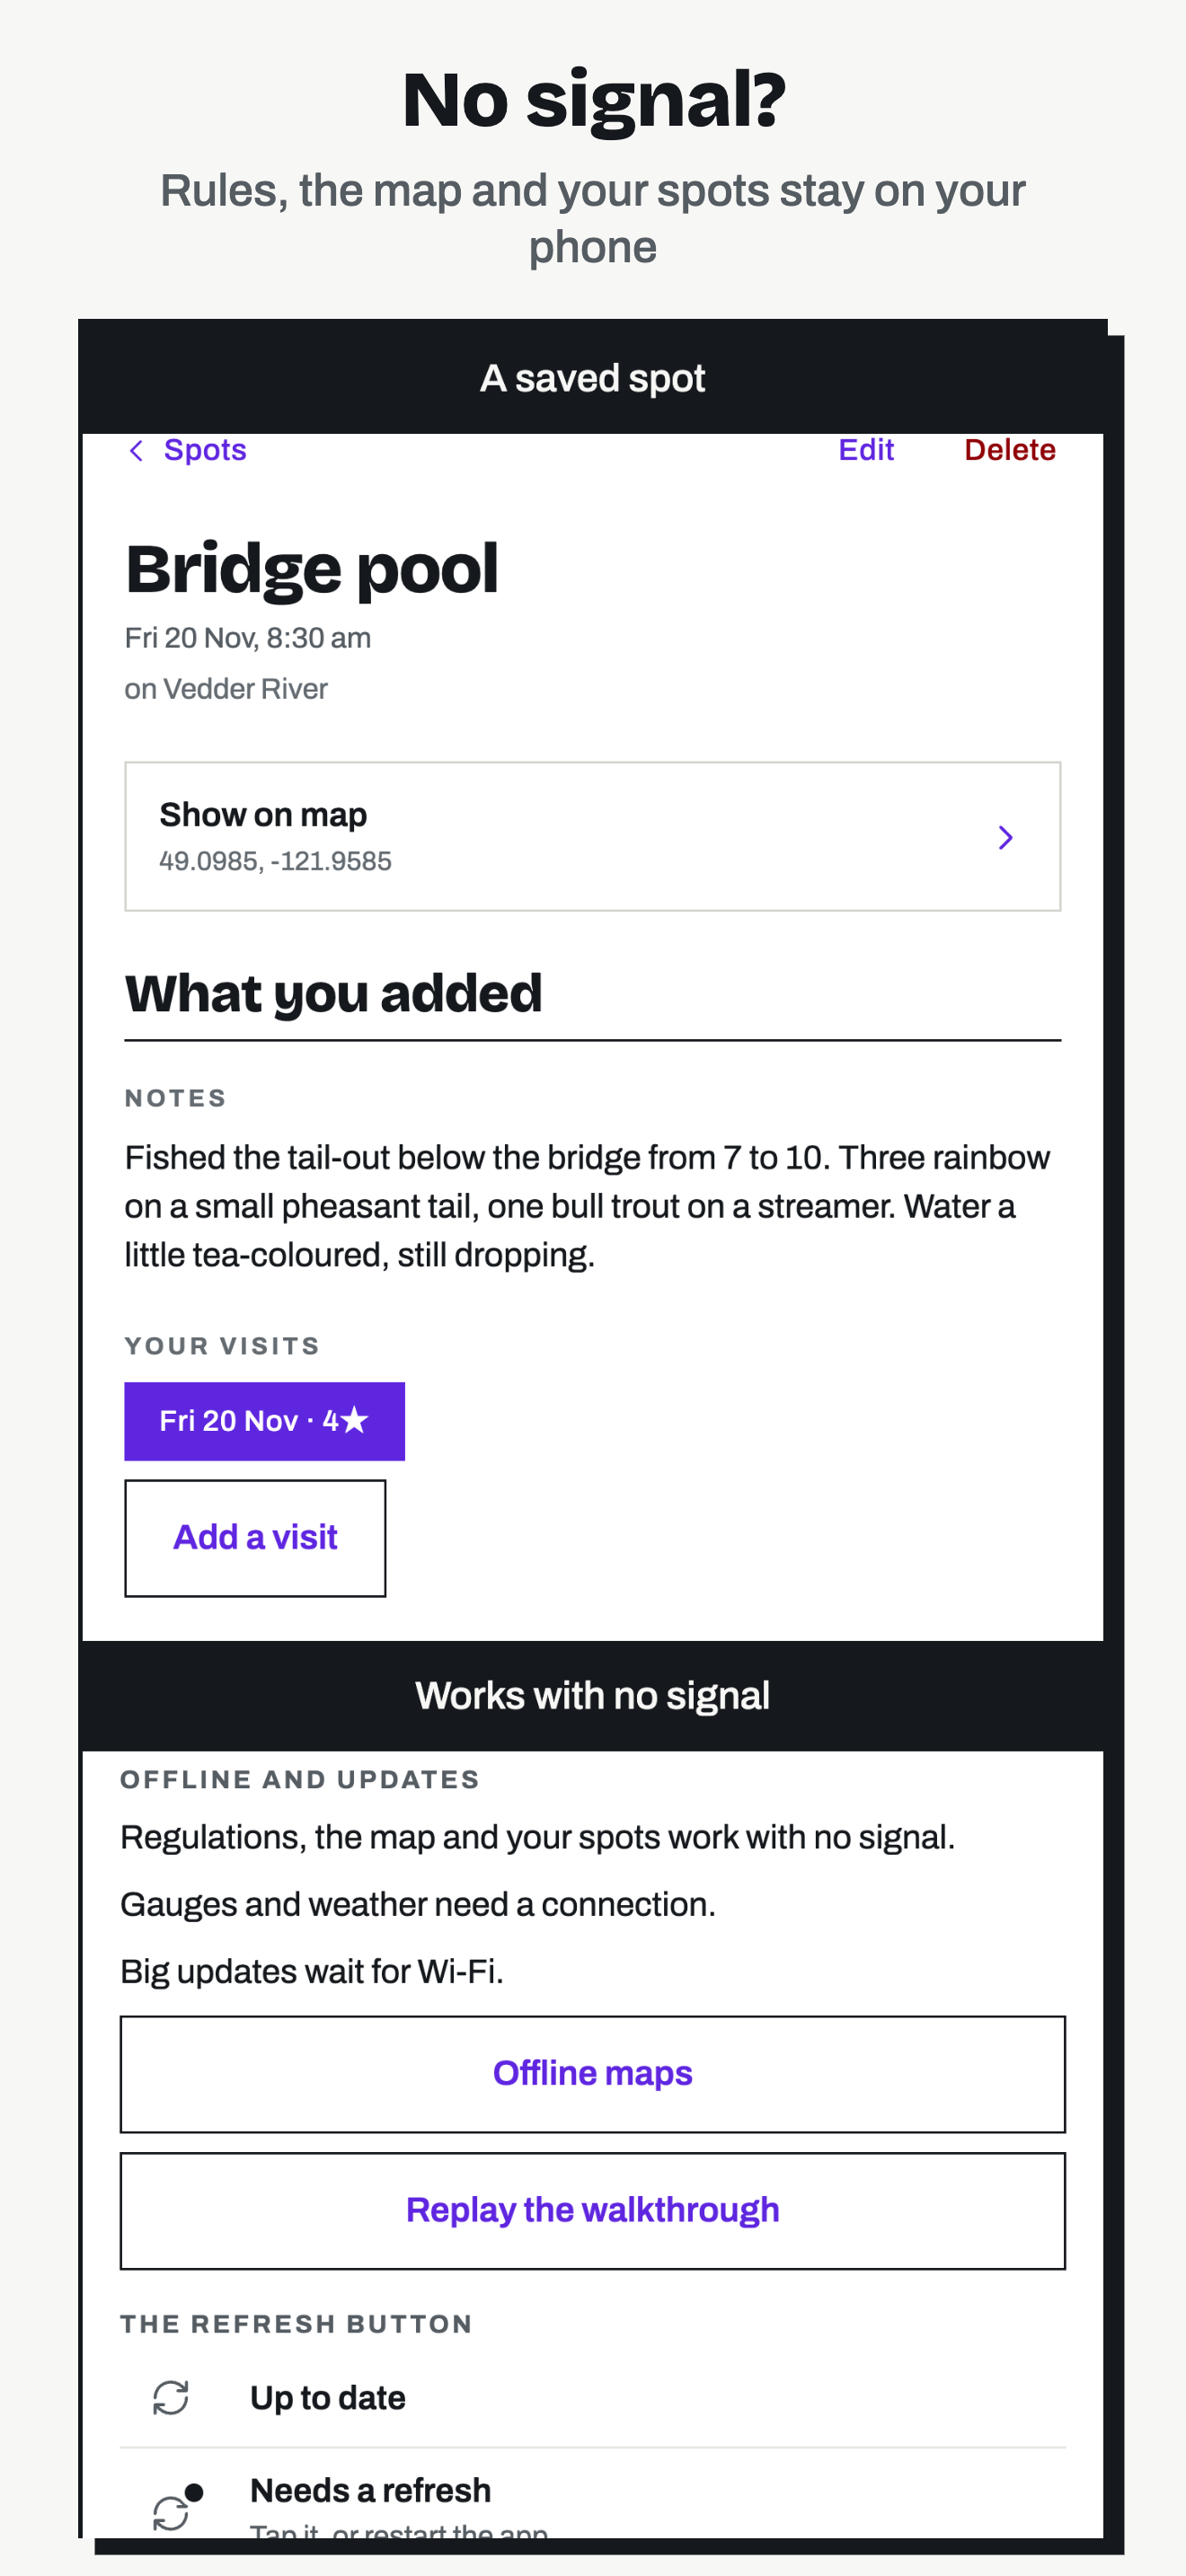 No signal?
Rules, the map and your spots stay on your
phone
A saved spot
Spots Edit Delete
Bridge pool
Fri 20 Nov, 8:30 am
on Vedder River
Show on map
49.0985, -121.9585
What you added
NOTES
Fished the tail-out below the bridge from 7 to 10. Three rainbow
on a small pheasant tail, one bull trout on a streamer. Water a
little tea-coloured, still dropping.
YOUR VISITS
Fri 20 Nov · 4★
Add a visit
Works with no signal
OFFLINE AND UPDATES
Regulations, the map and your spots work with no signal.
Gauges and weather need a connection.
Big updates wait for Wi-Fi.
Offline maps
Replay the walkthrough
THE REFRESH BUTTON
Up to date
Needs a refresh
Tap it, or restart the app